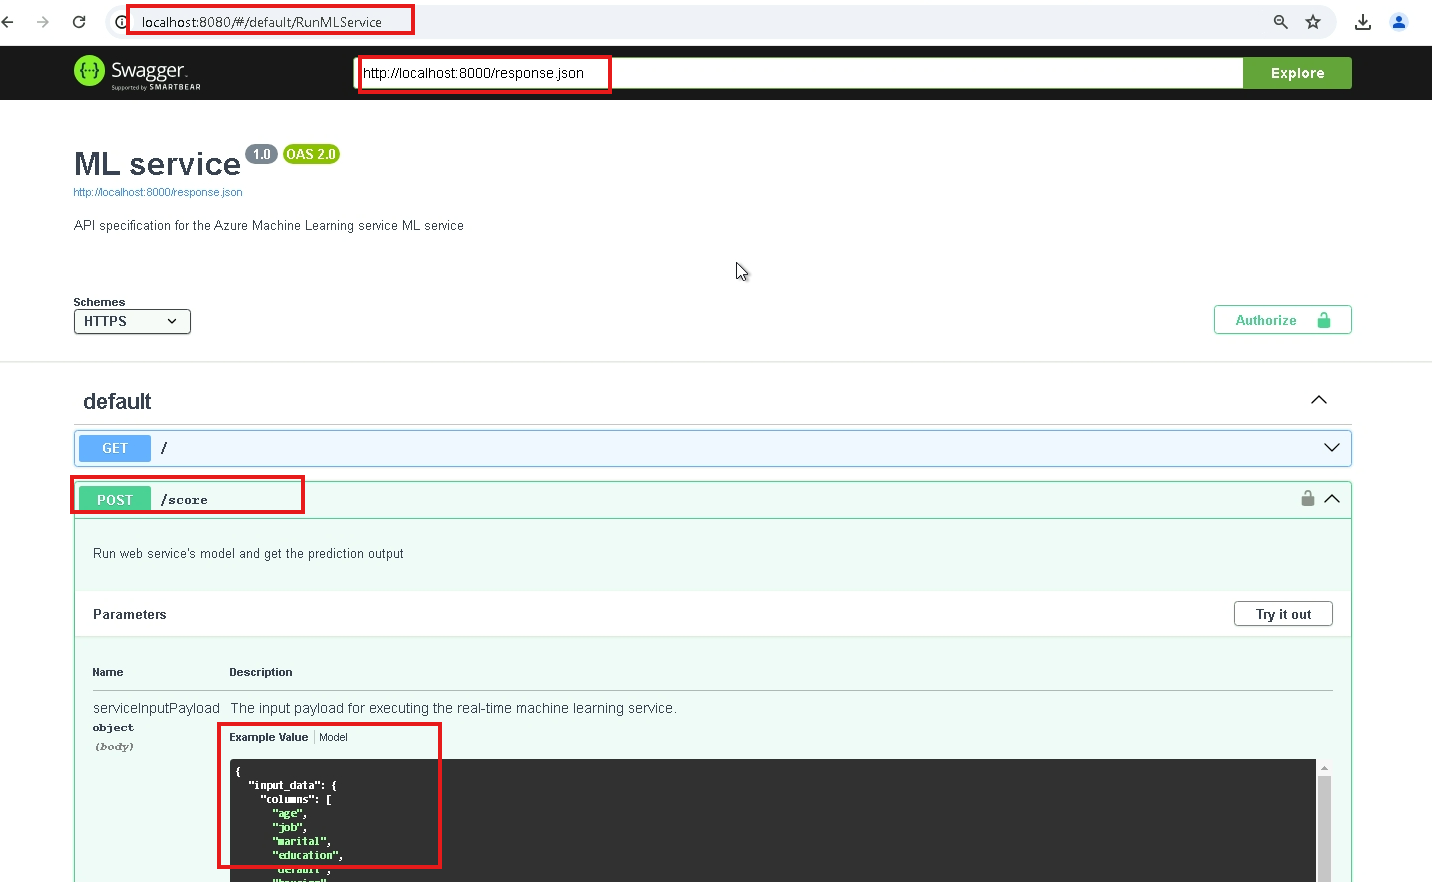 localhost:8080/#/default/RunMLService
Swagger.
Supported by SMARTBEAR
http://localhost:8000/response.json
Explore
ML service 1.0 OAS 2.0
http://localhost:8000/response.json
API specification for the Azure Machine Learning service ML service
Schemes
HTTPS
Authorize
default
GET /
POST /score
Run web service's model and get the prediction output
Parameters
Try it out
Name Description
serviceInputPayload The input payload for executing the real-time machine learning service.
object
(body)
Example Value | Model
{
"input_data": {
"columns": [
"age",
"job",
"marital",
"education",
"default",
"housing",